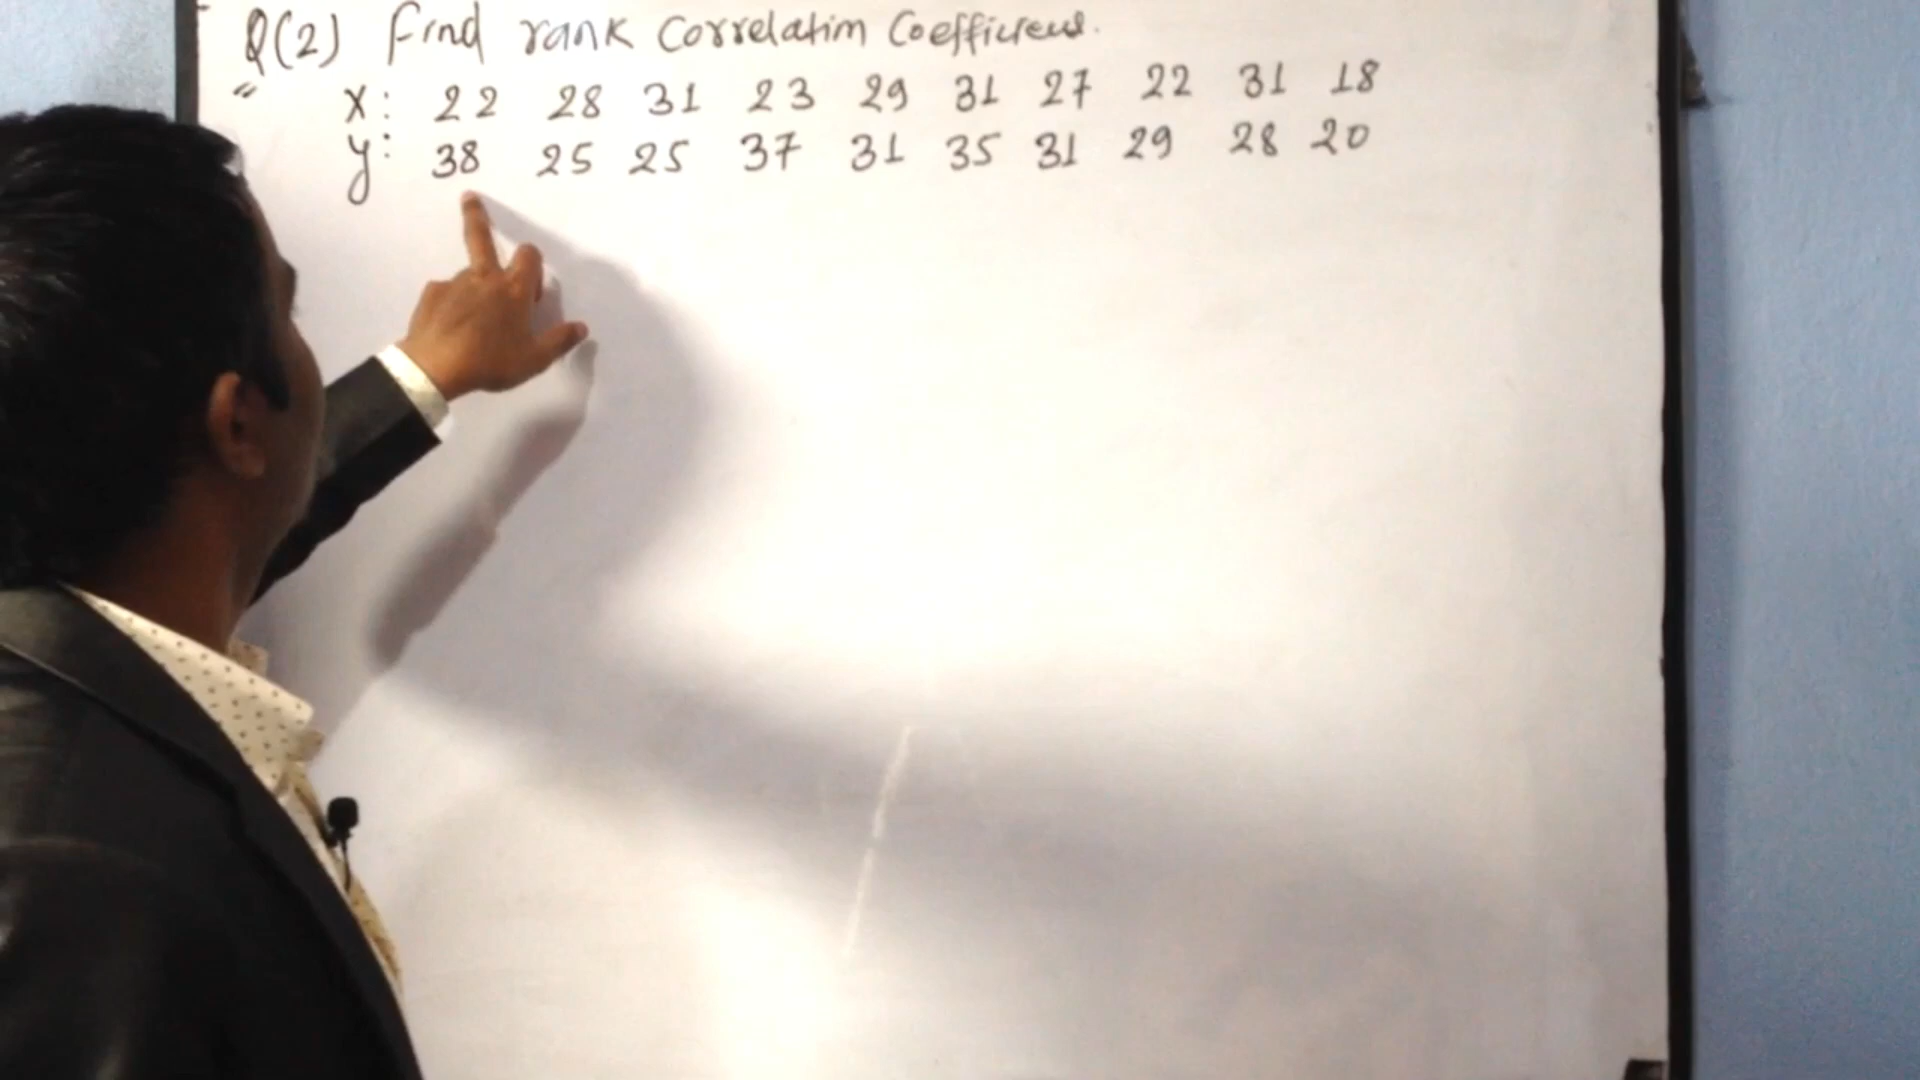 Q(2) Find rank Correlation Coefficient.
X: 22 28 31 23 29 31 27 22 31 18
y: 38 25 25 37 31 35 31 29 28 20